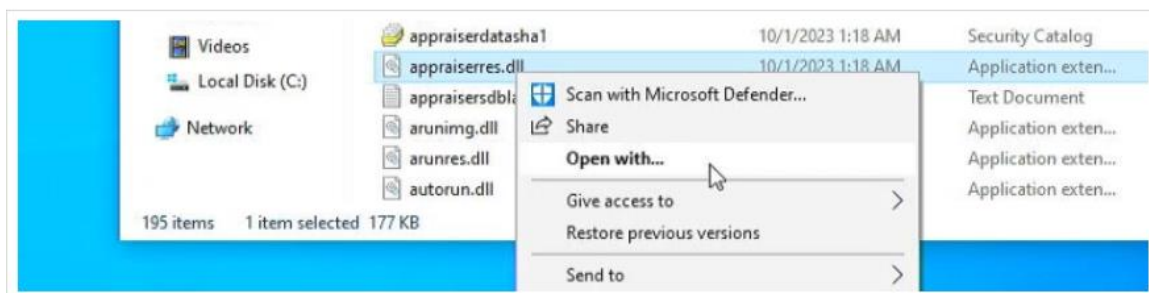 Videos
Local Disk (C:)
Network
appraiserdatasha1 10/1/2023 1:18 AM Security Catalog
appraiserres.dll 10/1/2023 1:18 AM Application exten...
appraisersdbla Text Document
arunimg.dll Application exten...
arunres.dll Application exten...
autorun.dll Application exten...
Scan with Microsoft Defender...
Share
Open with...
Give access to
Restore previous versions
Send to
195 items 1 item selected 177 KB